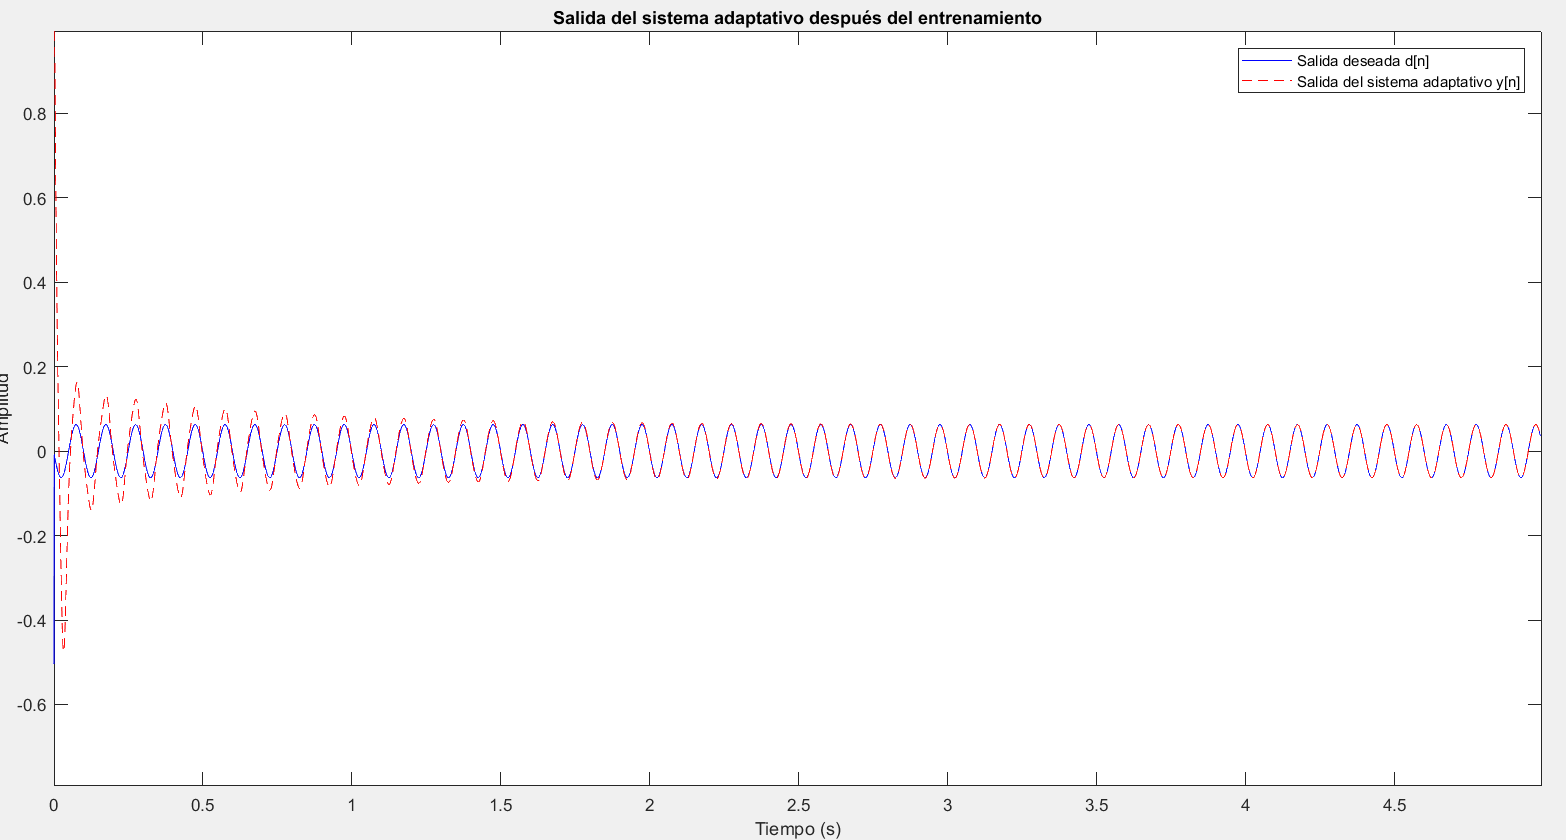 Salida del sistema adaptativo después del entrenamiento
Salida deseada d[n]
Salida del sistema adaptativo y[n]
0.8
0.6
0.4
0.2
0
-0.2
-0.4
-0.6
Amplitud
0 0.5 1 1.5 2 2.5 3 3.5 4 4.5
Tiempo (s)